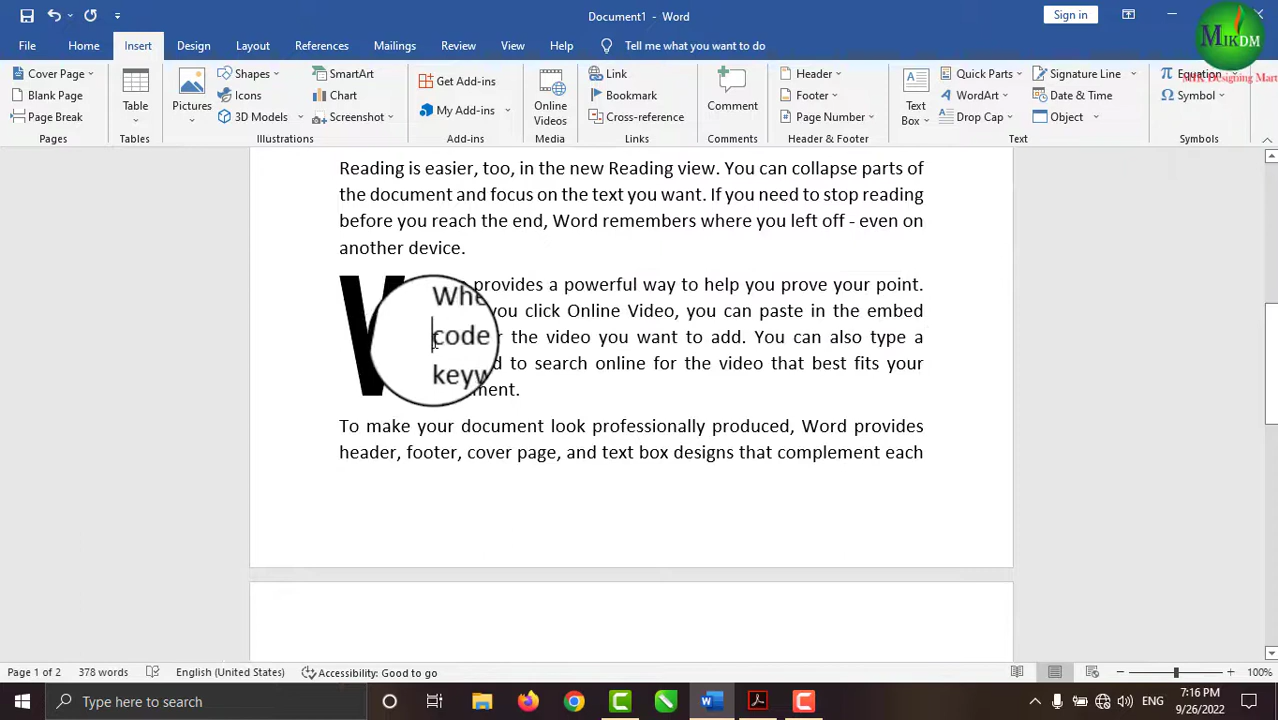 Document1 - Word
Sign in
MIKDM
MIK Designing Mart
File Home Insert Design Layout References Mailings Review View Help Tell me what you want to do
Cover Page
Blank Page
Page Break
Pages
Table
Tables
Pictures
Shapes
Icons
3D Models
SmartArt
Chart
Screenshot
Illustrations
Get Add-ins
My Add-ins
Add-ins
Online
Videos
Media
Link
Bookmark
Cross-reference
Links
Comment
Comments
Header
Footer
Page Number
Header & Footer
Text
Box
Quick Parts
WordArt
Drop Cap
Signature Line
Date & Time
Object
Text
Equation
Symbol
Symbols
Reading is easier, too, in the new Reading view. You can collapse parts of
the document and focus on the text you want. If you need to stop reading
before you reach the end, Word remembers where you left off - even on
another device.
provides a powerful way to help you prove your point.
Whe you click Online Video, you can paste in the embed
code the video you want to add. You can also type a
to search online for the video that best fits your
To make your document look professionally produced, Word provides
header, footer, cover page, and text box designs that complement each
Page 1 of 2 378 words English (United States) Accessibility: Good to go 100%
Type here to search
ENG
7:16 PM
9/26/2022